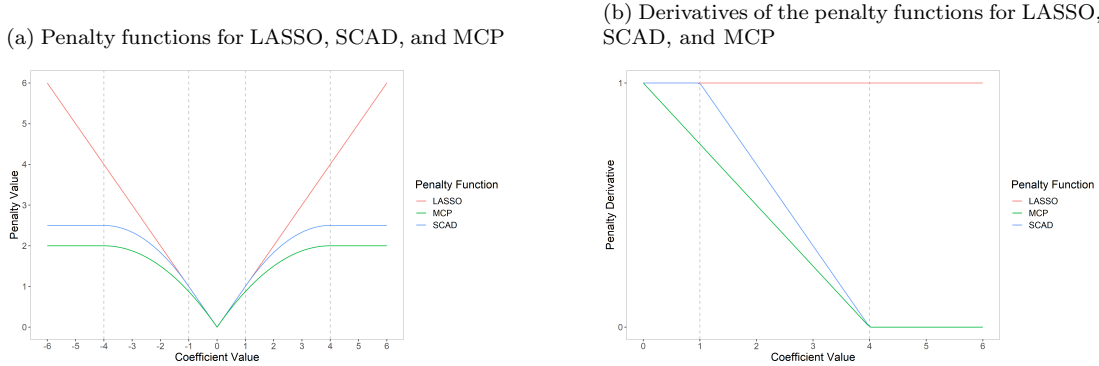 (a) Penalty functions for LASSO, SCAD, and MCP
6
5
4
3
2
1
0
Penalty Value
-6 -5 -4 -3 -2 -1 0 1 2 3 4 5 6
Coefficient Value
Penalty Function
LASSO
MCP
SCAD
(b) Derivatives of the penalty functions for LASSO,
SCAD, and MCP
1
0
Penalty Derivative
0 1 2 3 4 5 6
Coefficient Value
Penalty Function
LASSO
MCP
SCAD